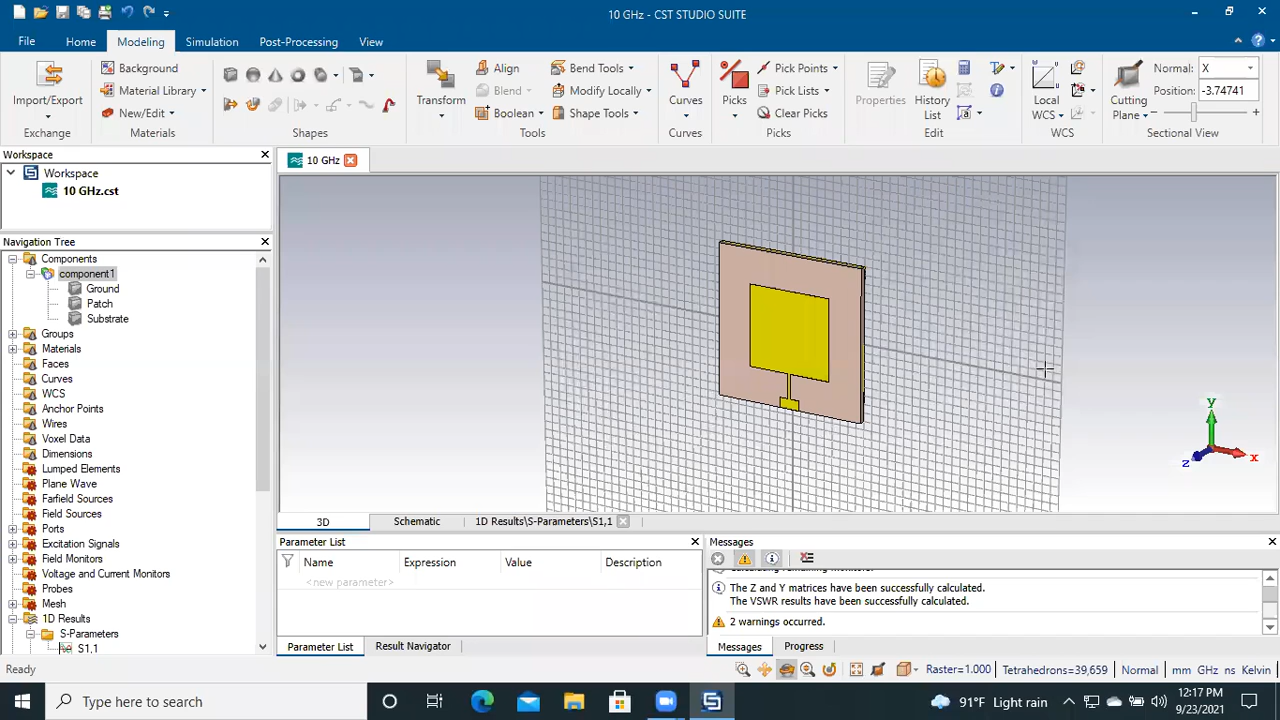 10 GHz - CST STUDIO SUITE
File Home Modeling Simulation Post-Processing View
Import/Export
Exchange
Background
Material Library
New/Edit
Materials
Shapes
Transform
Align
Blend
Boolean
Bend Tools
Modify Locally
Shape Tools
Tools
Curves
Curves
Picks
Pick Points
Pick Lists
Clear Picks
Picks
Properties
History
List
Edit
Local
WCS
WCS
Cutting
Plane
Normal: X
Position: -3.74741
Sectional View
Workspace
Workspace
10 GHz.cst
10 GHz
Navigation Tree
Components
component1
Ground
Patch
Substrate
Groups
Materials
Faces
Curves
WCS
Anchor Points
Wires
Voxel Data
Dimensions
Lumped Elements
Plane Wave
Farfield Sources
Field Sources
Ports
Excitation Signals
Field Monitors
Voltage and Current Monitors
Probes
Mesh
1D Results
S-Parameters
S1,1
y
x
z
3D Schematic 1D Results\S-Parameters\S1,1
Parameter List
Name Expression Value Description
<new parameter>
Parameter List Result Navigator
Messages
The Z and Y matrices have been successfully calculated.
The VSWR results have been successfully calculated.
2 warnings occurred.
Messages Progress
Ready
Raster=1.000 Tetrahedrons=39,659 Normal mm GHz ns Kelvin
Type here to search
91°F Light rain
12:17 PM
9/23/2021